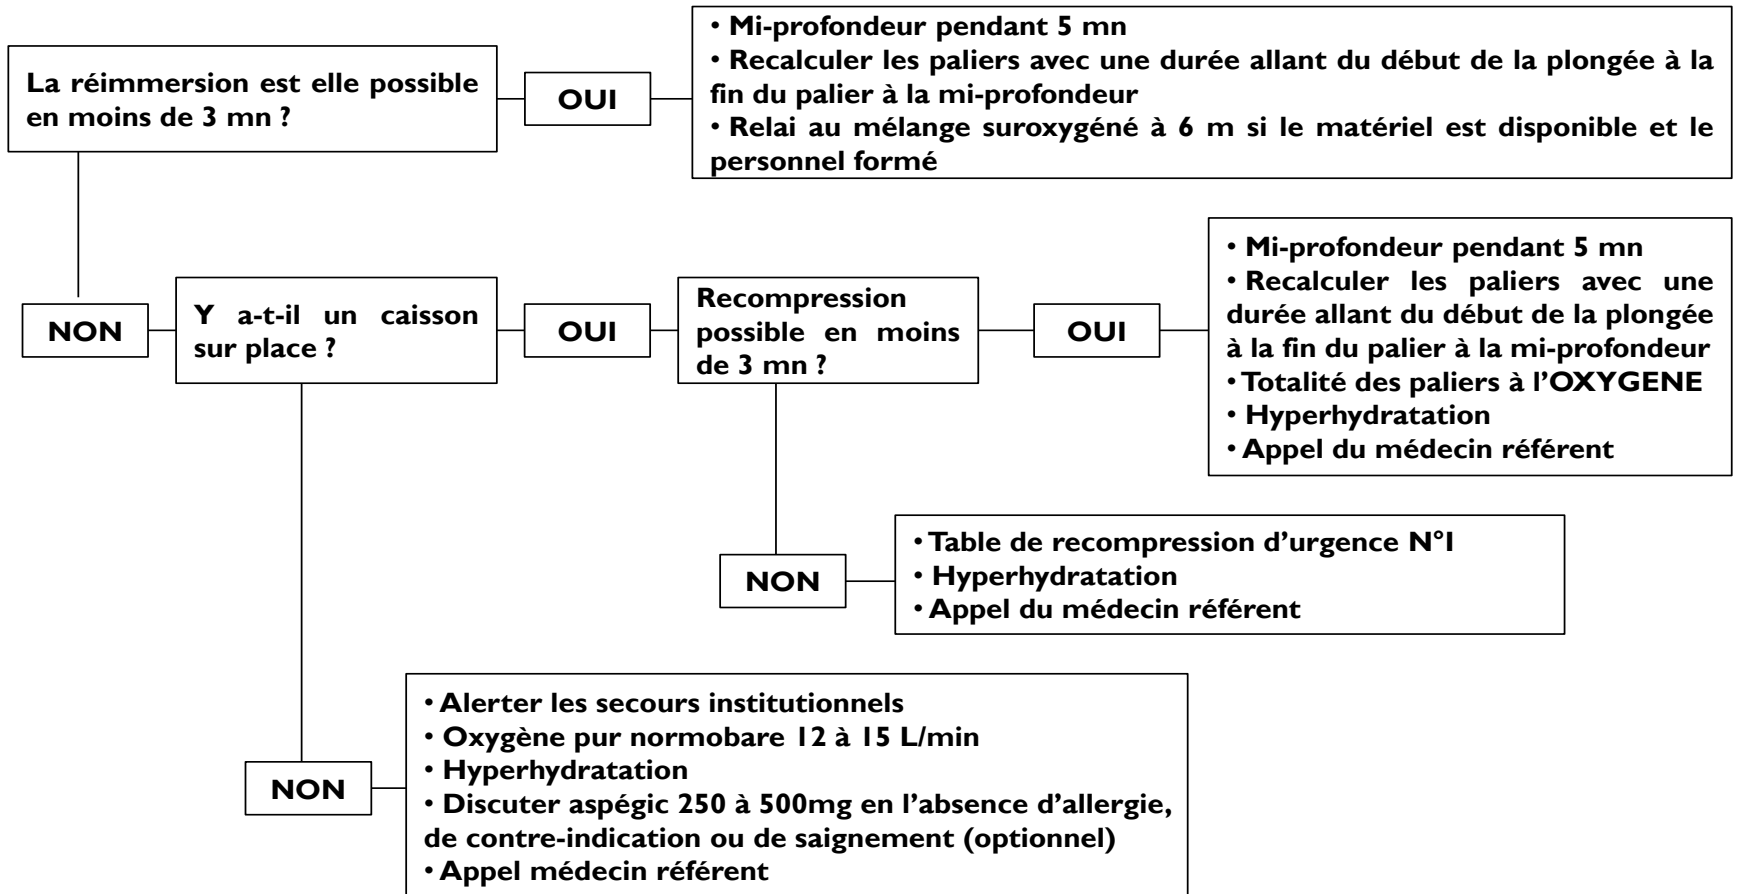 La réimmersion est elle possible
en moins de 3 mn ?
OUI
• Mi-profondeur pendant 5 mn
• Recalculer les paliers avec une durée allant du début de la plongée à la
fin du palier à la mi-profondeur
• Relai au mélange suroxygéné à 6 m si le matériel est disponible et le
personnel formé
NON
Y a-t-il un caisson
sur place ?
OUI
Recompression
possible en moins
de 3 mn ?
OUI
• Mi-profondeur pendant 5 mn
• Recalculer les paliers avec une
durée allant du début de la plongée
à la fin du palier à la mi-profondeur
• Totalité des paliers à l’OXYGENE
• Hyperhydratation
• Appel du médecin référent
NON
• Table de recompression d’urgence N°1
• Hyperhydratation
• Appel du médecin référent
NON
• Alerter les secours institutionnels
• Oxygène pur normobare 12 à 15 L/min
• Hyperhydratation
• Discuter aspégic 250 à 500mg en l’absence d’allergie,
de contre-indication ou de saignement (optionnel)
• Appel médecin référent